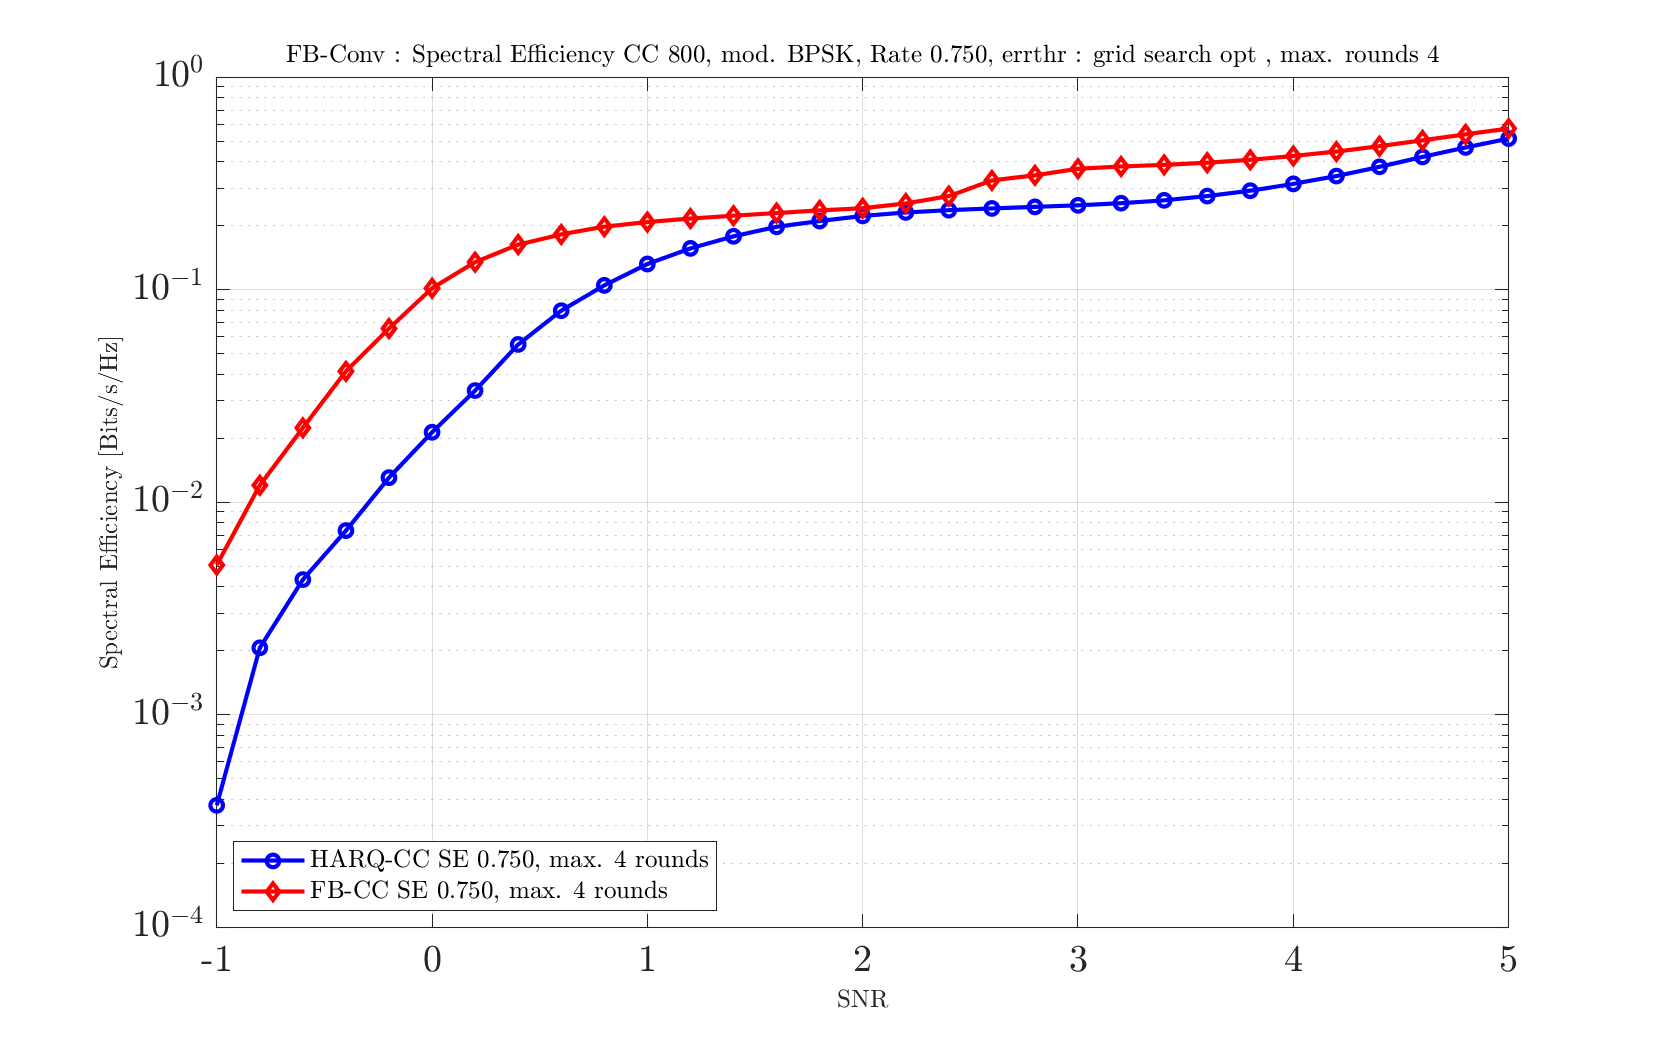 FB-Conv : Spectral Efficiency CC 800, mod. BPSK, Rate 0.750, errthr : grid search opt , max. rounds 4
10^0
10^-1
10^-2
10^-3
10^-4
Spectral Efficiency [Bits/s/Hz]
HARQ-CC SE 0.750, max. 4 rounds
FB-CC SE 0.750, max. 4 rounds
-1 0 1 2 3 4 5
SNR